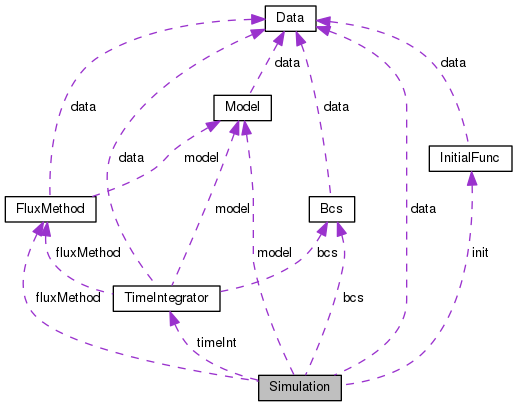 Data
data
data
Model
data
data
data
model
InitialFunc
FluxMethod
model
Bcs
data
fluxMethod
model
bcs
init
fluxMethod
TimeIntegrator
bcs
timeInt
Simulation